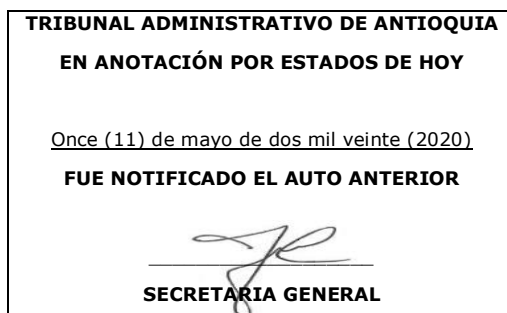 TRIBUNAL ADMINISTRATIVO DE ANTIOQUIA
EN ANOTACIÓN POR ESTADOS DE HOY
Once (11) de mayo de dos mil veinte (2020)
FUE NOTIFICADO EL AUTO ANTERIOR
SECRETARIA GENERAL